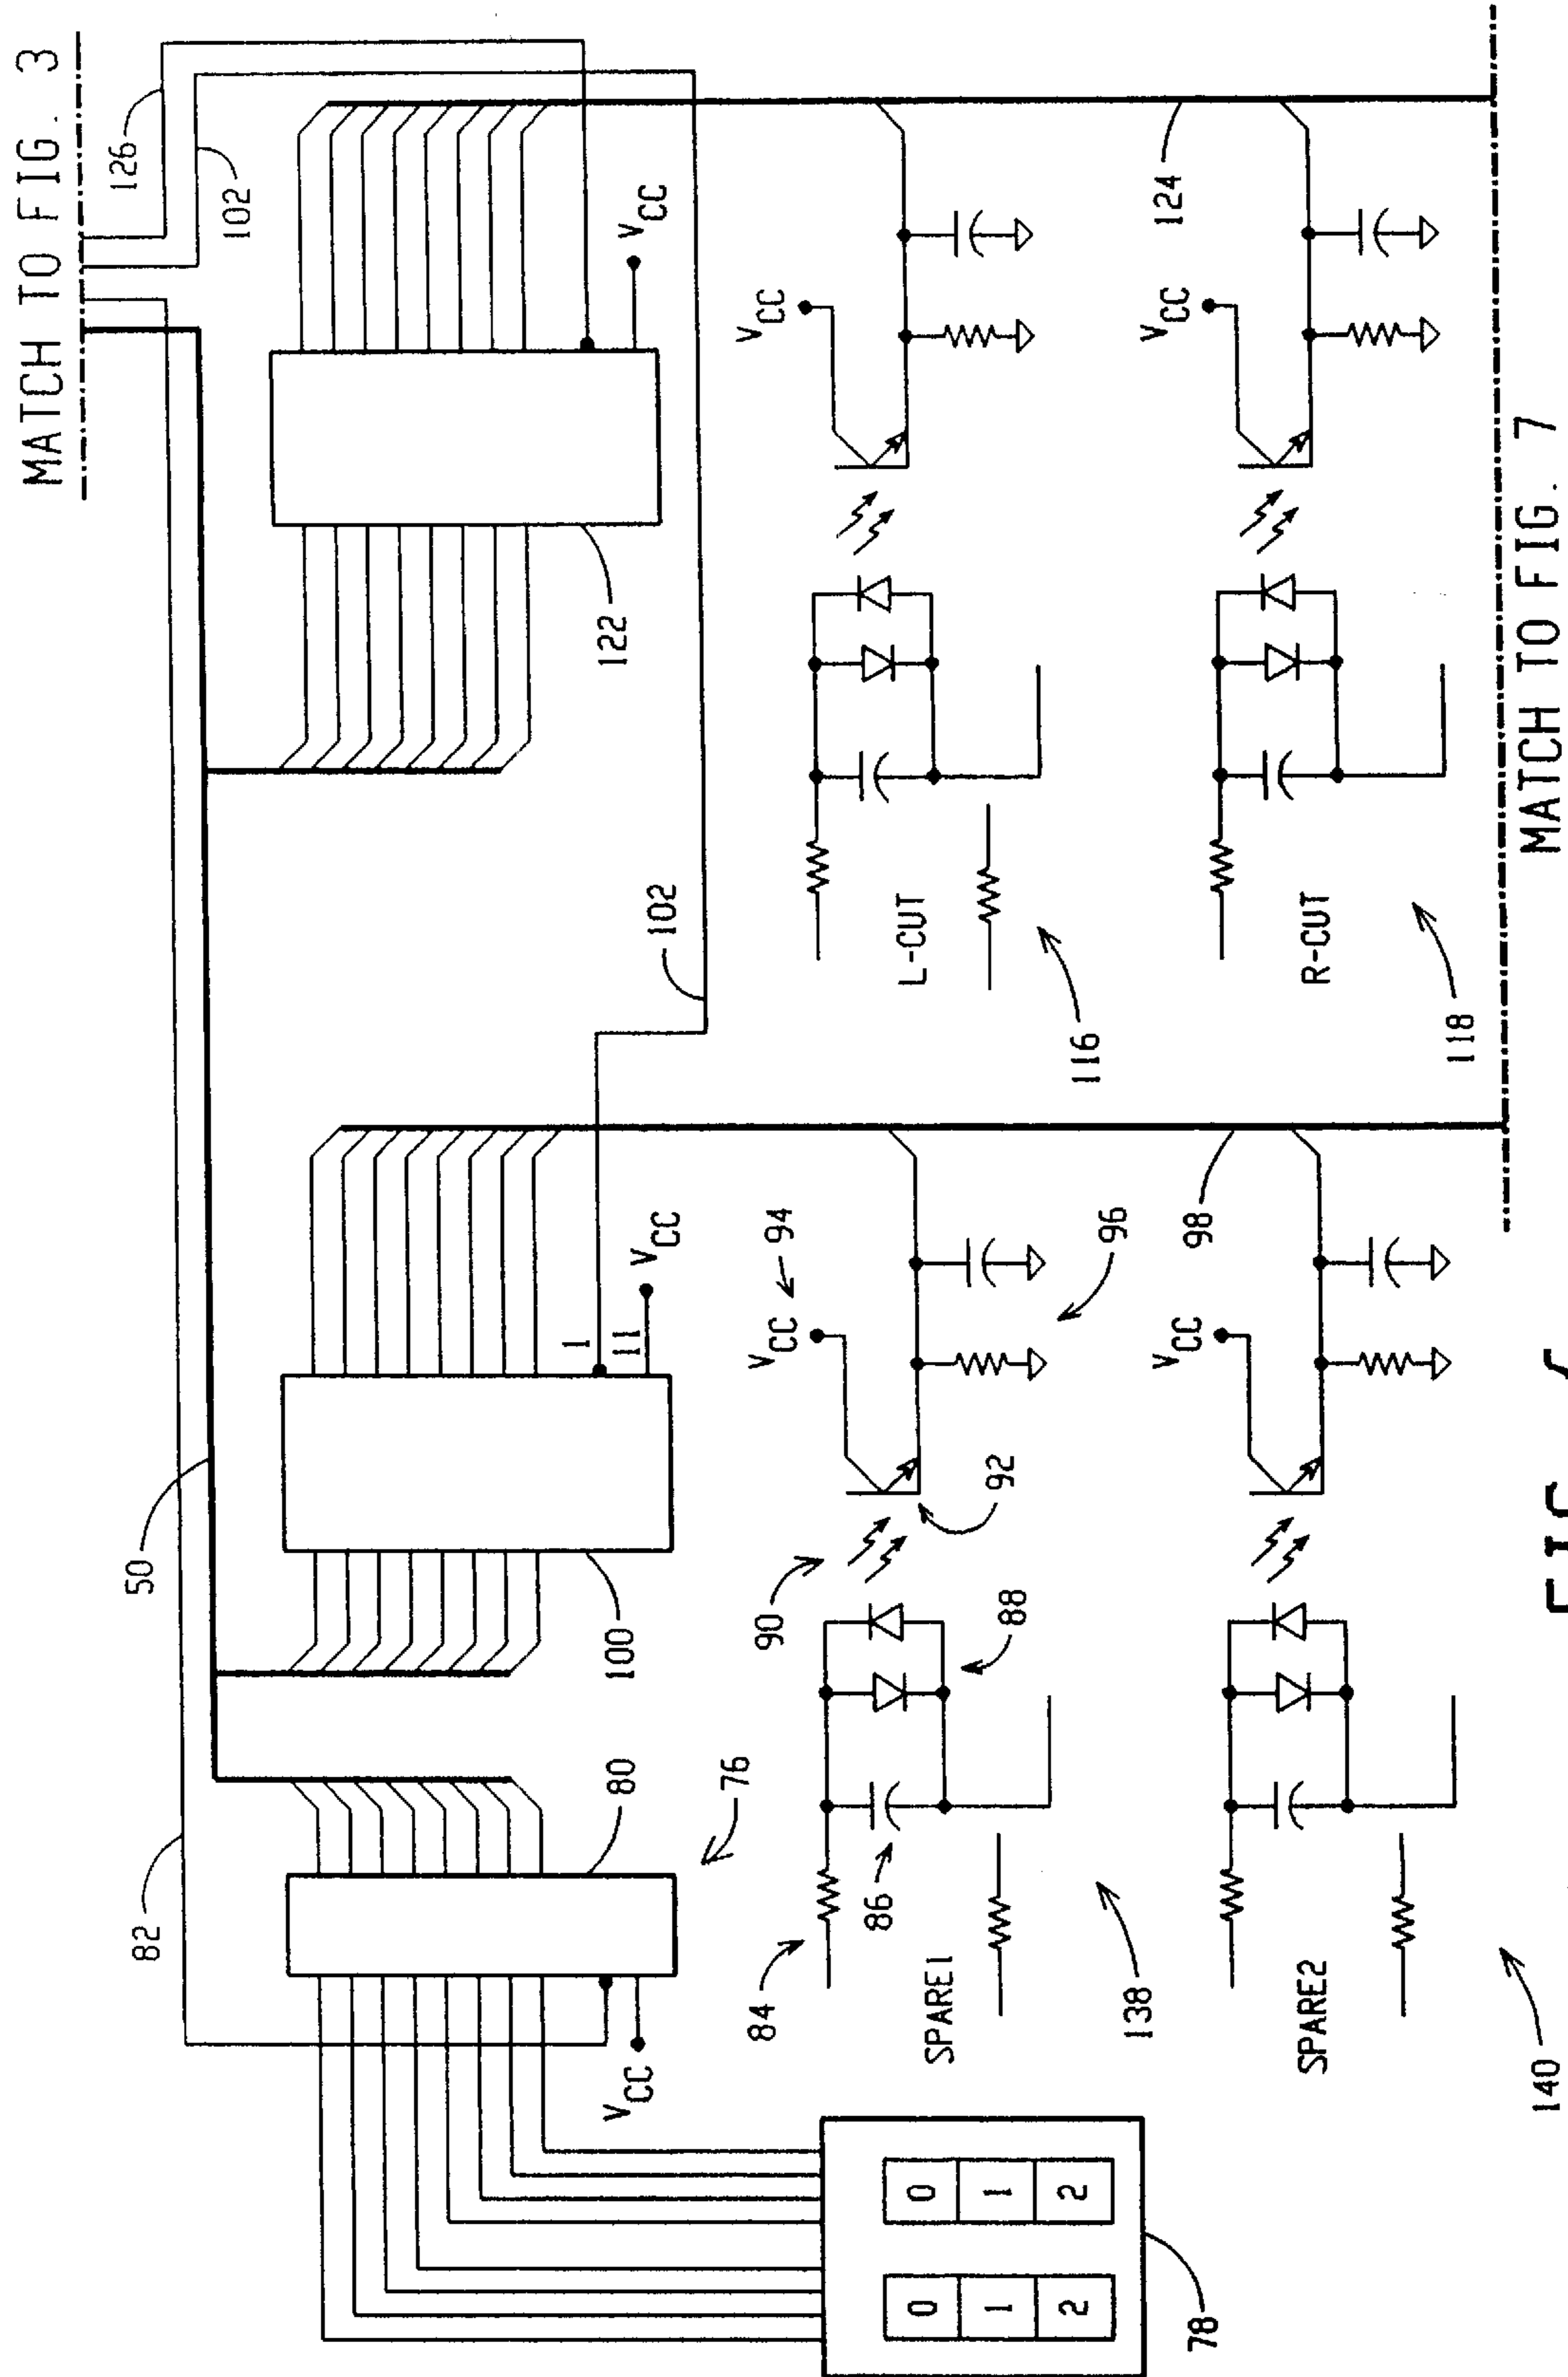 MATCH TO FIG. 3
126
102
82
50
VCC
122
80
76
100
1
11
VCC
102
VCC
78
0
1
2
0
1
2
84
86
88
90
92
VCC
94
96
SPARE1
138
L-CUT
116
VCC
98
124
SPARE2
140
VCC
R-CUT
118
VCC
MATCH TO FIG. 7